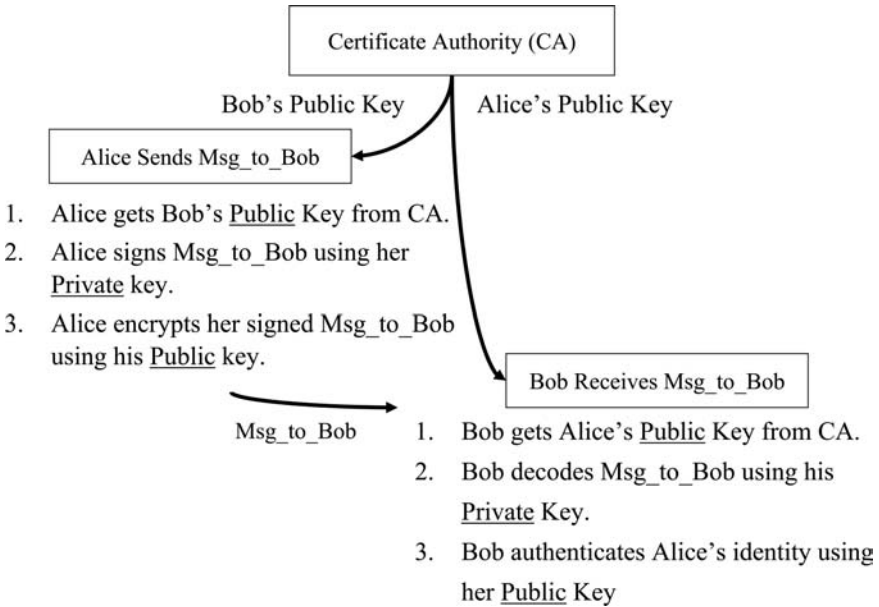 Certificate Authority (CA)
Bob's Public Key
Alice's Public Key
Alice Sends Msg_to_Bob
1. Alice gets Bob's Public Key from CA.
2. Alice signs Msg_to_Bob using her
Private key.
3. Alice encrypts her signed Msg_to_Bob
using his Public key.
Msg_to_Bob
Bob Receives Msg_to_Bob
1. Bob gets Alice's Public Key from CA.
2. Bob decodes Msg_to_Bob using his
Private Key.
3. Bob authenticates Alice's identity using
her Public Key